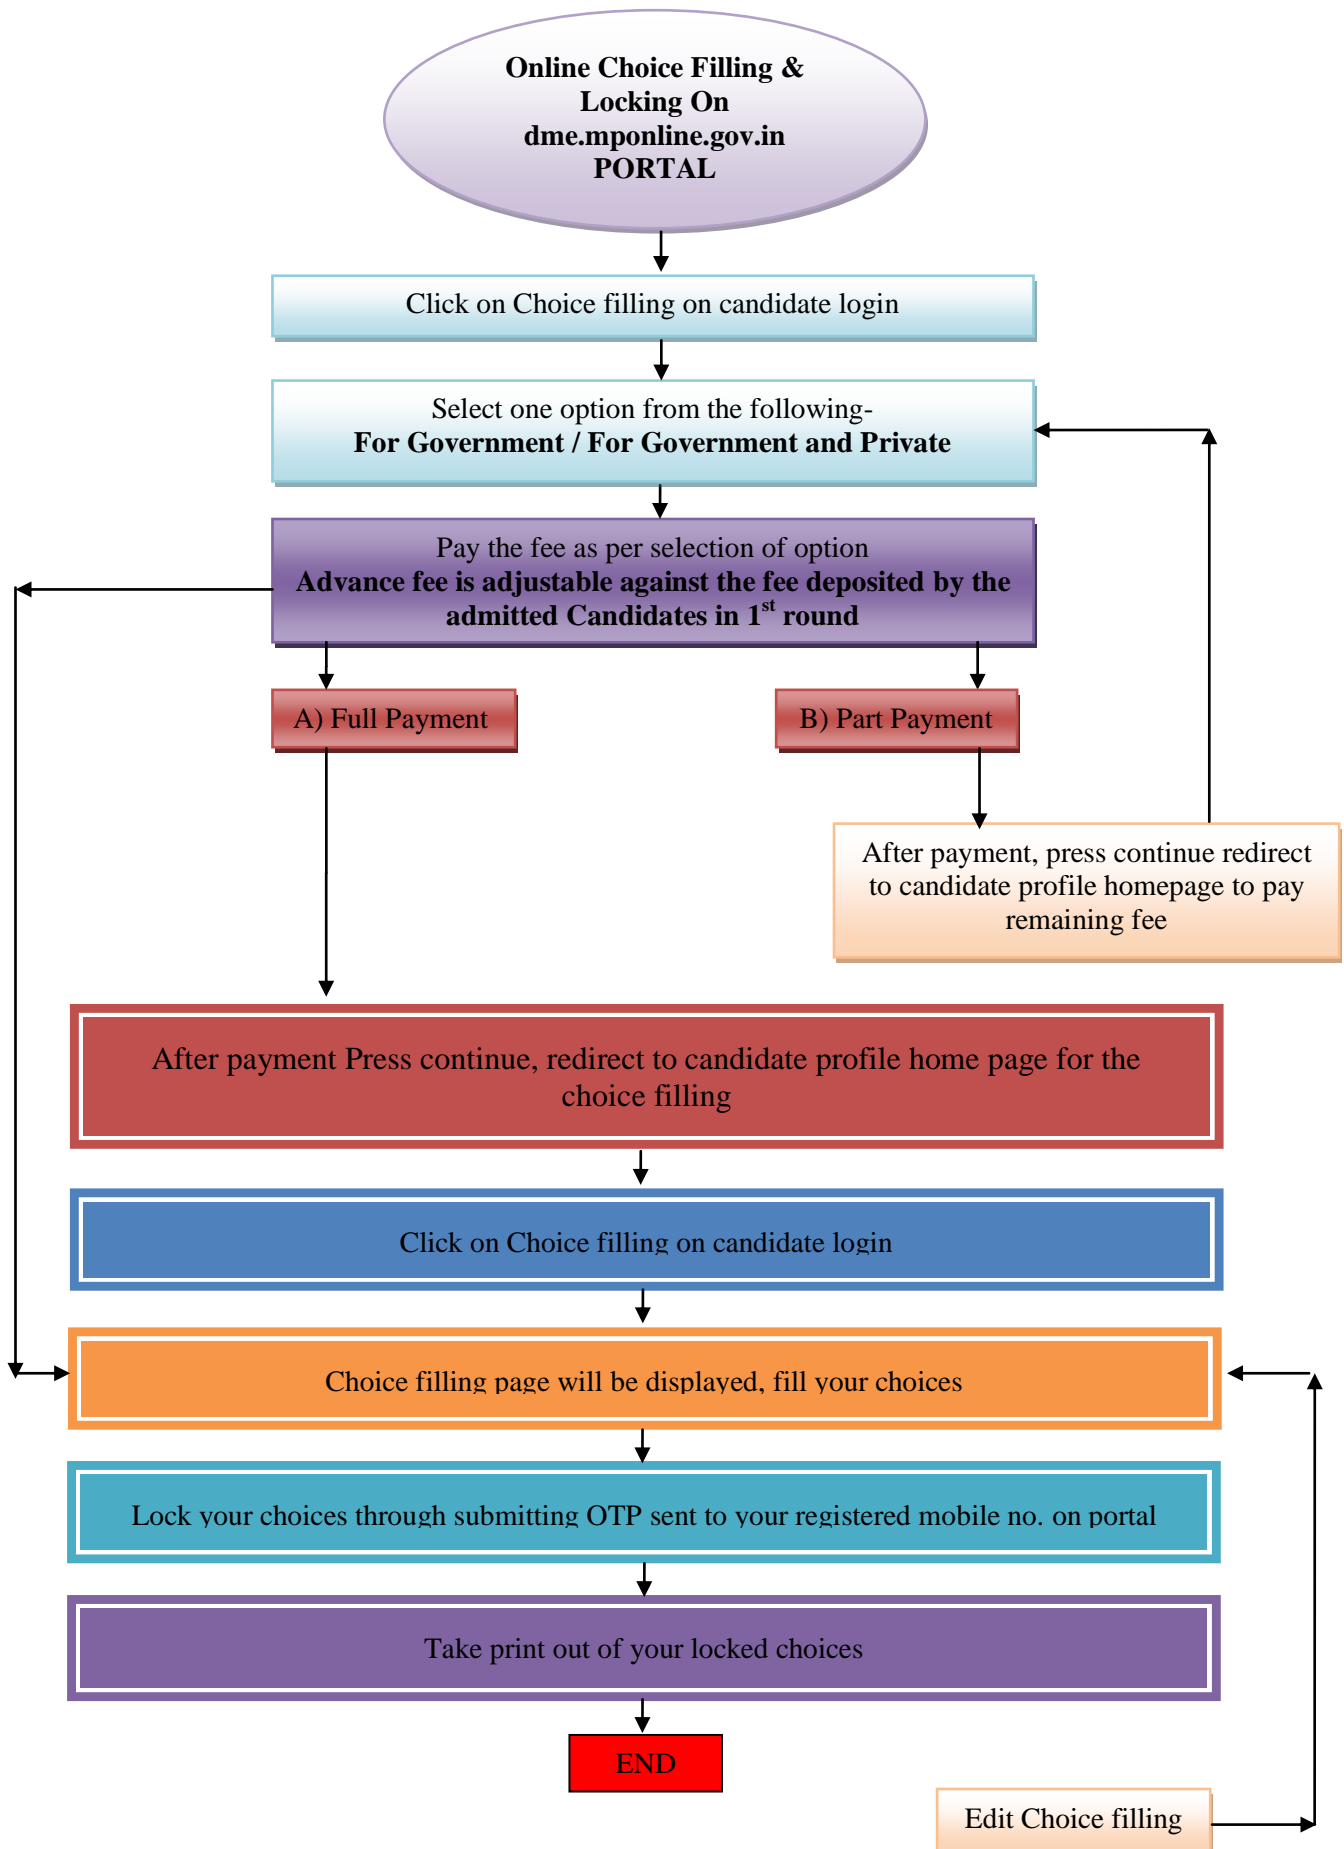 Online Choice Filling &
Locking On
dme.mponline.gov.in
PORTAL
Click on Choice filling on candidate login
Select one option from the following-
For Government / For Government and Private
Pay the fee as per selection of option
Advance fee is adjustable against the fee deposited by the
admitted Candidates in 1st round
A) Full Payment
B) Part Payment
After payment, press continue redirect
to candidate profile homepage to pay
remaining fee
After payment Press continue, redirect to candidate profile home page for the
choice filling
Click on Choice filling on candidate login
Choice filling page will be displayed, fill your choices
Lock your choices through submitting OTP sent to your registered mobile no. on portal
Take print out of your locked choices
END
Edit Choice filling